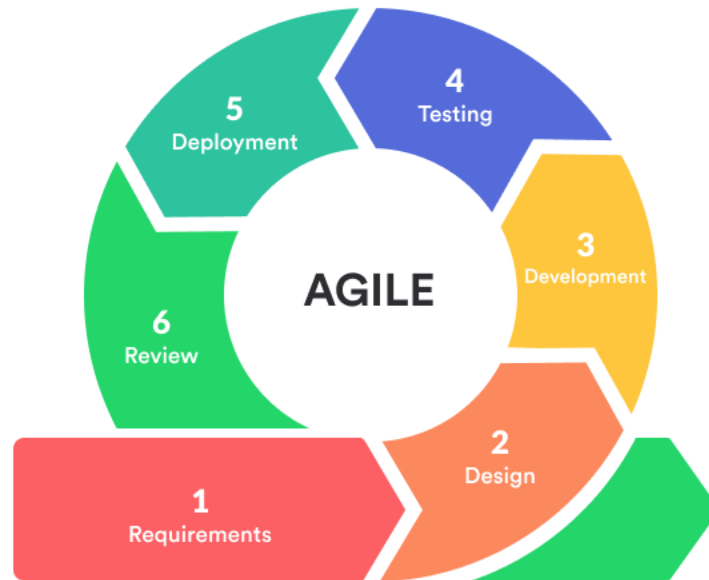 AGILE
1
Requirements
2
Design
3
Development
4
Testing
5
Deployment
6
Review